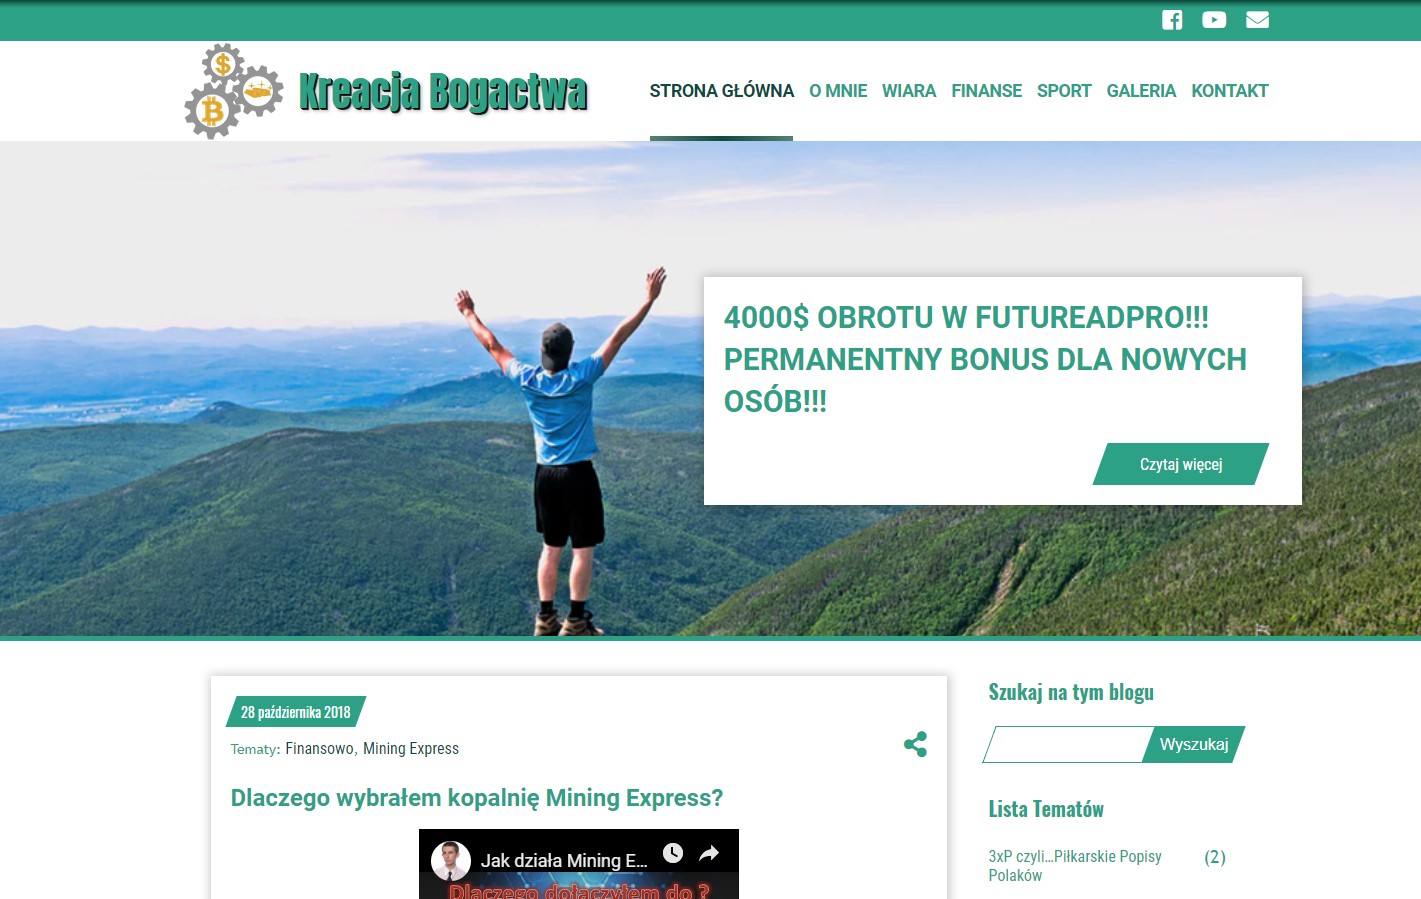 Kreacja Bogactwa
STRONA GŁÓWNA O MNIE WIARA FINANSE SPORT GALERIA KONTAKT
4000$ OBROTU W FUTUREADPRO!!!
PERMANENTNY BONUS DLA NOWYCH
OSÓB!!!
Czytaj więcej
28 października 2018
Tematy: Finansowo, Mining Express
Dlaczego wybrałem kopalnię Mining Express?
Jak działa Mining E...
Dlaczego dołączyłem do ?
Szukaj na tym blogu
Wyszukaj
Lista Tematów
3xP czyli...Piłkarskie Popisy (2)
Polaków